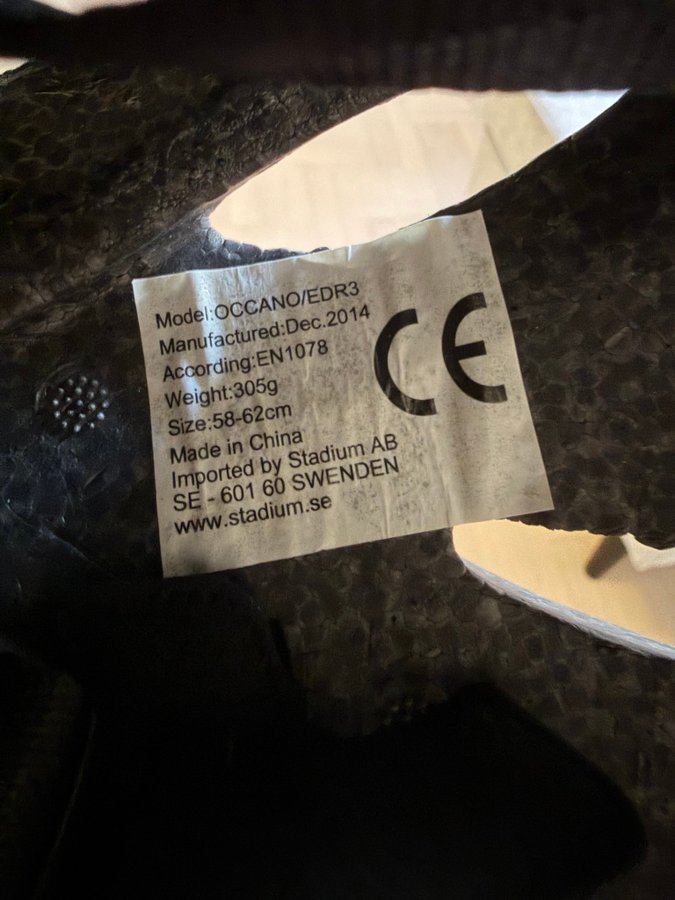 Model:OCCANO/EDR3
Manufactured:Dec.2014
According:EN1078
Weight:305g
Size:58-62cm
Made in China
Imported by Stadium AB
SE - 601 60 SWENDEN
www.stadium.se
CE